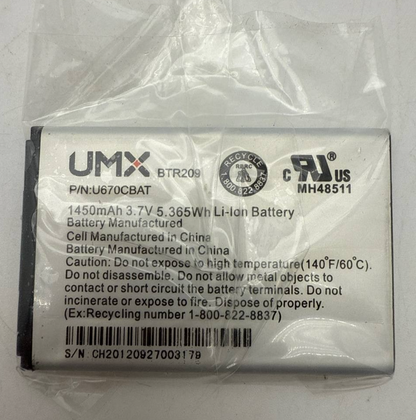 UMX BTR209
P/N:U670CBAT
RECYCLE
RBRC
1.800.822.8837
c RU US
MH48511
1450mAh 3.7V 5.365Wh Li-Ion Battery
Battery Manufactured
Cell Manufactured in China
Battery Manufactured in China
Caution: Do not expose to high temperature(140°F/60°C).
Do not disassemble. Do not allow metal objects to
contact or short circuit the battery terminals. Do not
incinerate or expose to fire. Dispose of properly.
(Ex:Recycling number 1-800-822-8837)
S/N CH20120927003179